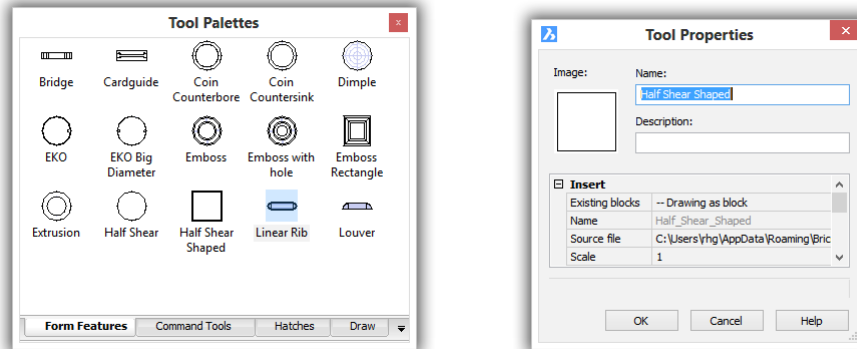 Tool Palettes
x
Bridge
Cardguide
Coin
Counterbore
Coin
Countersink
Dimple
EKO
EKO Big
Diameter
Emboss
Emboss with
hole
Emboss
Rectangle
Extrusion
Half Shear
Half Shear
Shaped
Linear Rib
Louver
Form Features
Command Tools
Hatches
Draw
Tool Properties
x
Image:
Name:
Half Shear Shaped
Description:
Insert
Existing blocks -- Drawing as block
Name Half_Shear_Shaped
Source file C:\Users\rhg\AppData\Roaming\Bric
Scale 1
OK
Cancel
Help